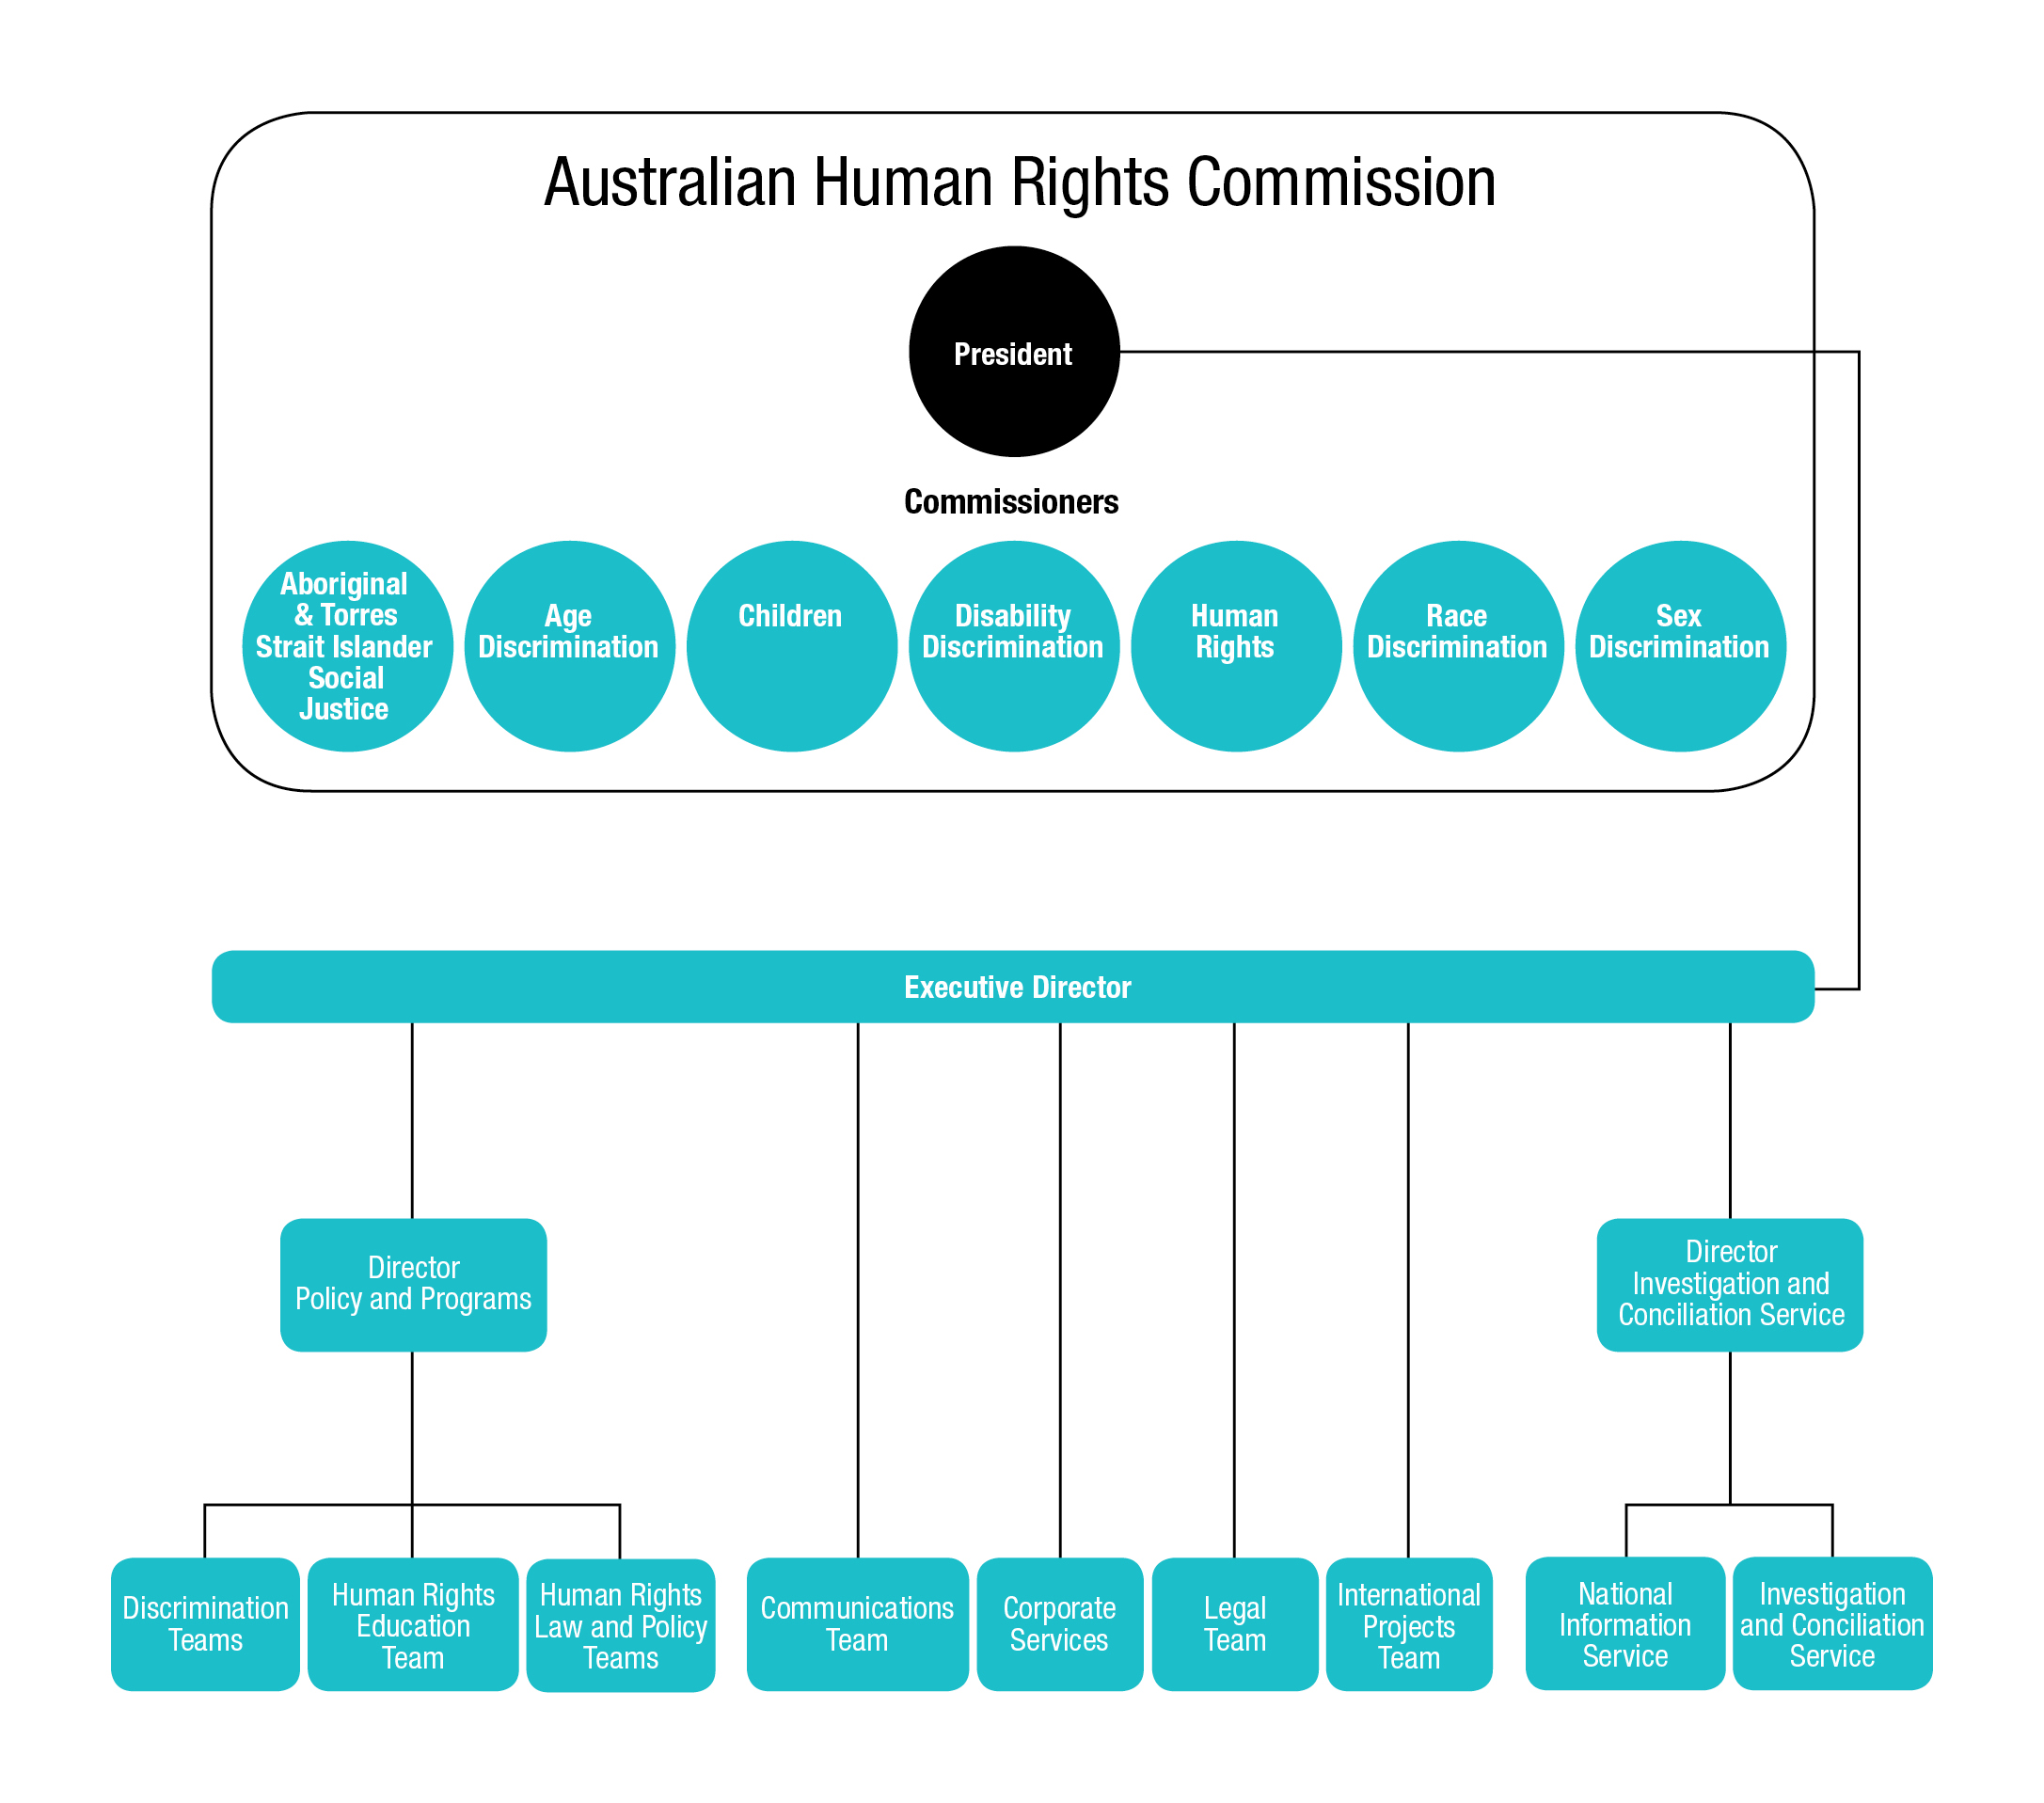 Australian Human Rights Commission
President
Commissioners
Aboriginal
& Torres
Strait Islander
Social
Justice
Age
Discrimination
Children
Disability
Discrimination
Human
Rights
Race
Discrimination
Sex
Discrimination
Executive Director
Director
Policy and Programs
Director
Investigation and
Conciliation Service
Discrimination
Teams
Human Rights
Education
Team
Human Rights
Law and Policy
Teams
Communications
Team
Corporate
Services
Legal
Team
International
Projects
Team
National
Information
Service
Investigation
and Conciliation
Service